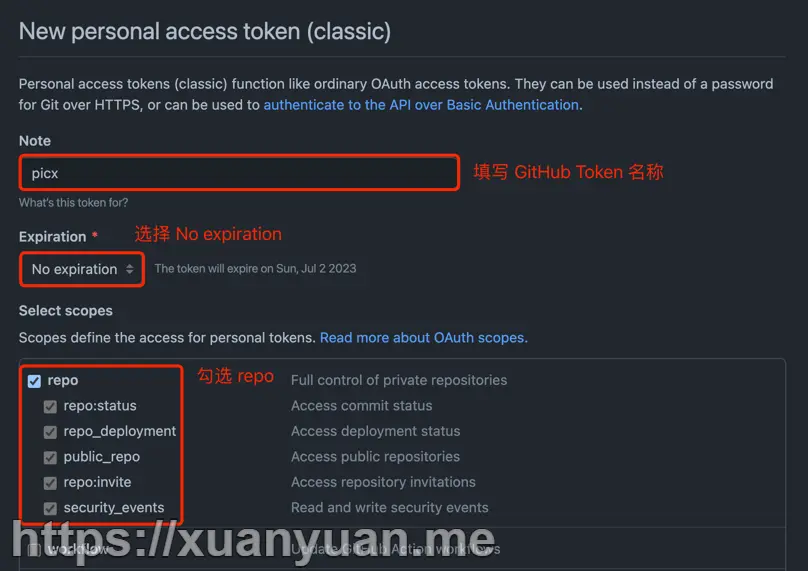 New personal access token (classic)
Personal access tokens (classic) function like ordinary OAuth access tokens. They can be used instead of a password
for Git over HTTPS, or can be used to authenticate to the API over Basic Authentication.
Note
picx
填写 GitHub Token 名称
What's this token for?
Expiration *
选择 No expiration
No expiration
The token will expire on Sun, Jul 2 2023
Select scopes
Scopes define the access for personal tokens. Read more about OAuth scopes.
repo
勾选 repo
Full control of private repositories
repo:status
Access commit status
repo_deployment
Access deployment status
public_repo
Access public repositories
repo:invite
Access repository invitations
security_events
Read and write security events
https://xuanyuan.me
workflow
Update GitHub Action workflows